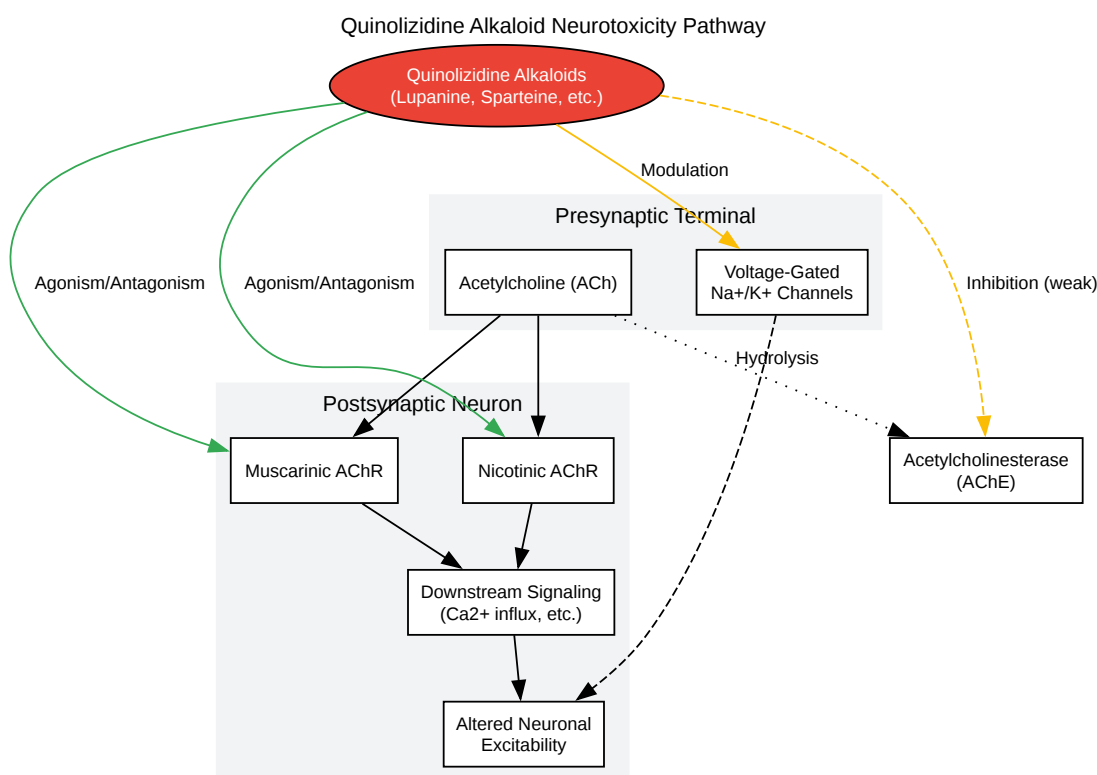 Quinolizidine Alkaloid Neurotoxicity Pathway
Quinolizidine Alkaloids
(Lupanine, Sparteine, etc.)
Modulation
Presynaptic Terminal
Acetylcholine (ACh)
Voltage-Gated
Na+/K+ Channels
Agonism/Antagonism
Agonism/Antagonism
Inhibition (weak)
Hydrolysis
Postsynaptic Neuron
Muscarinic AChR
Nicotinic AChR
Acetylcholinesterase
(AChE)
Downstream Signaling
(Ca2+ influx, etc.)
Altered Neuronal
Excitability